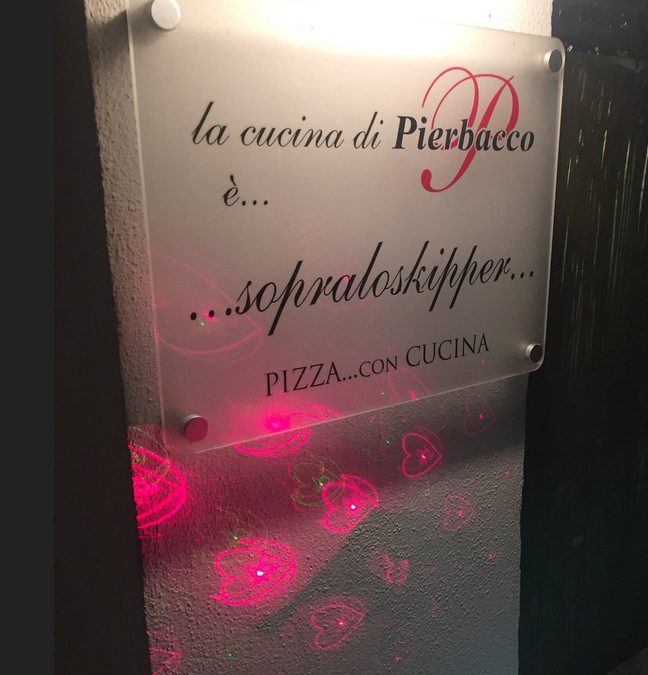 la cucina di Pierbacco
è...
...sopraloskipper...
PIZZA...CON CUCINA